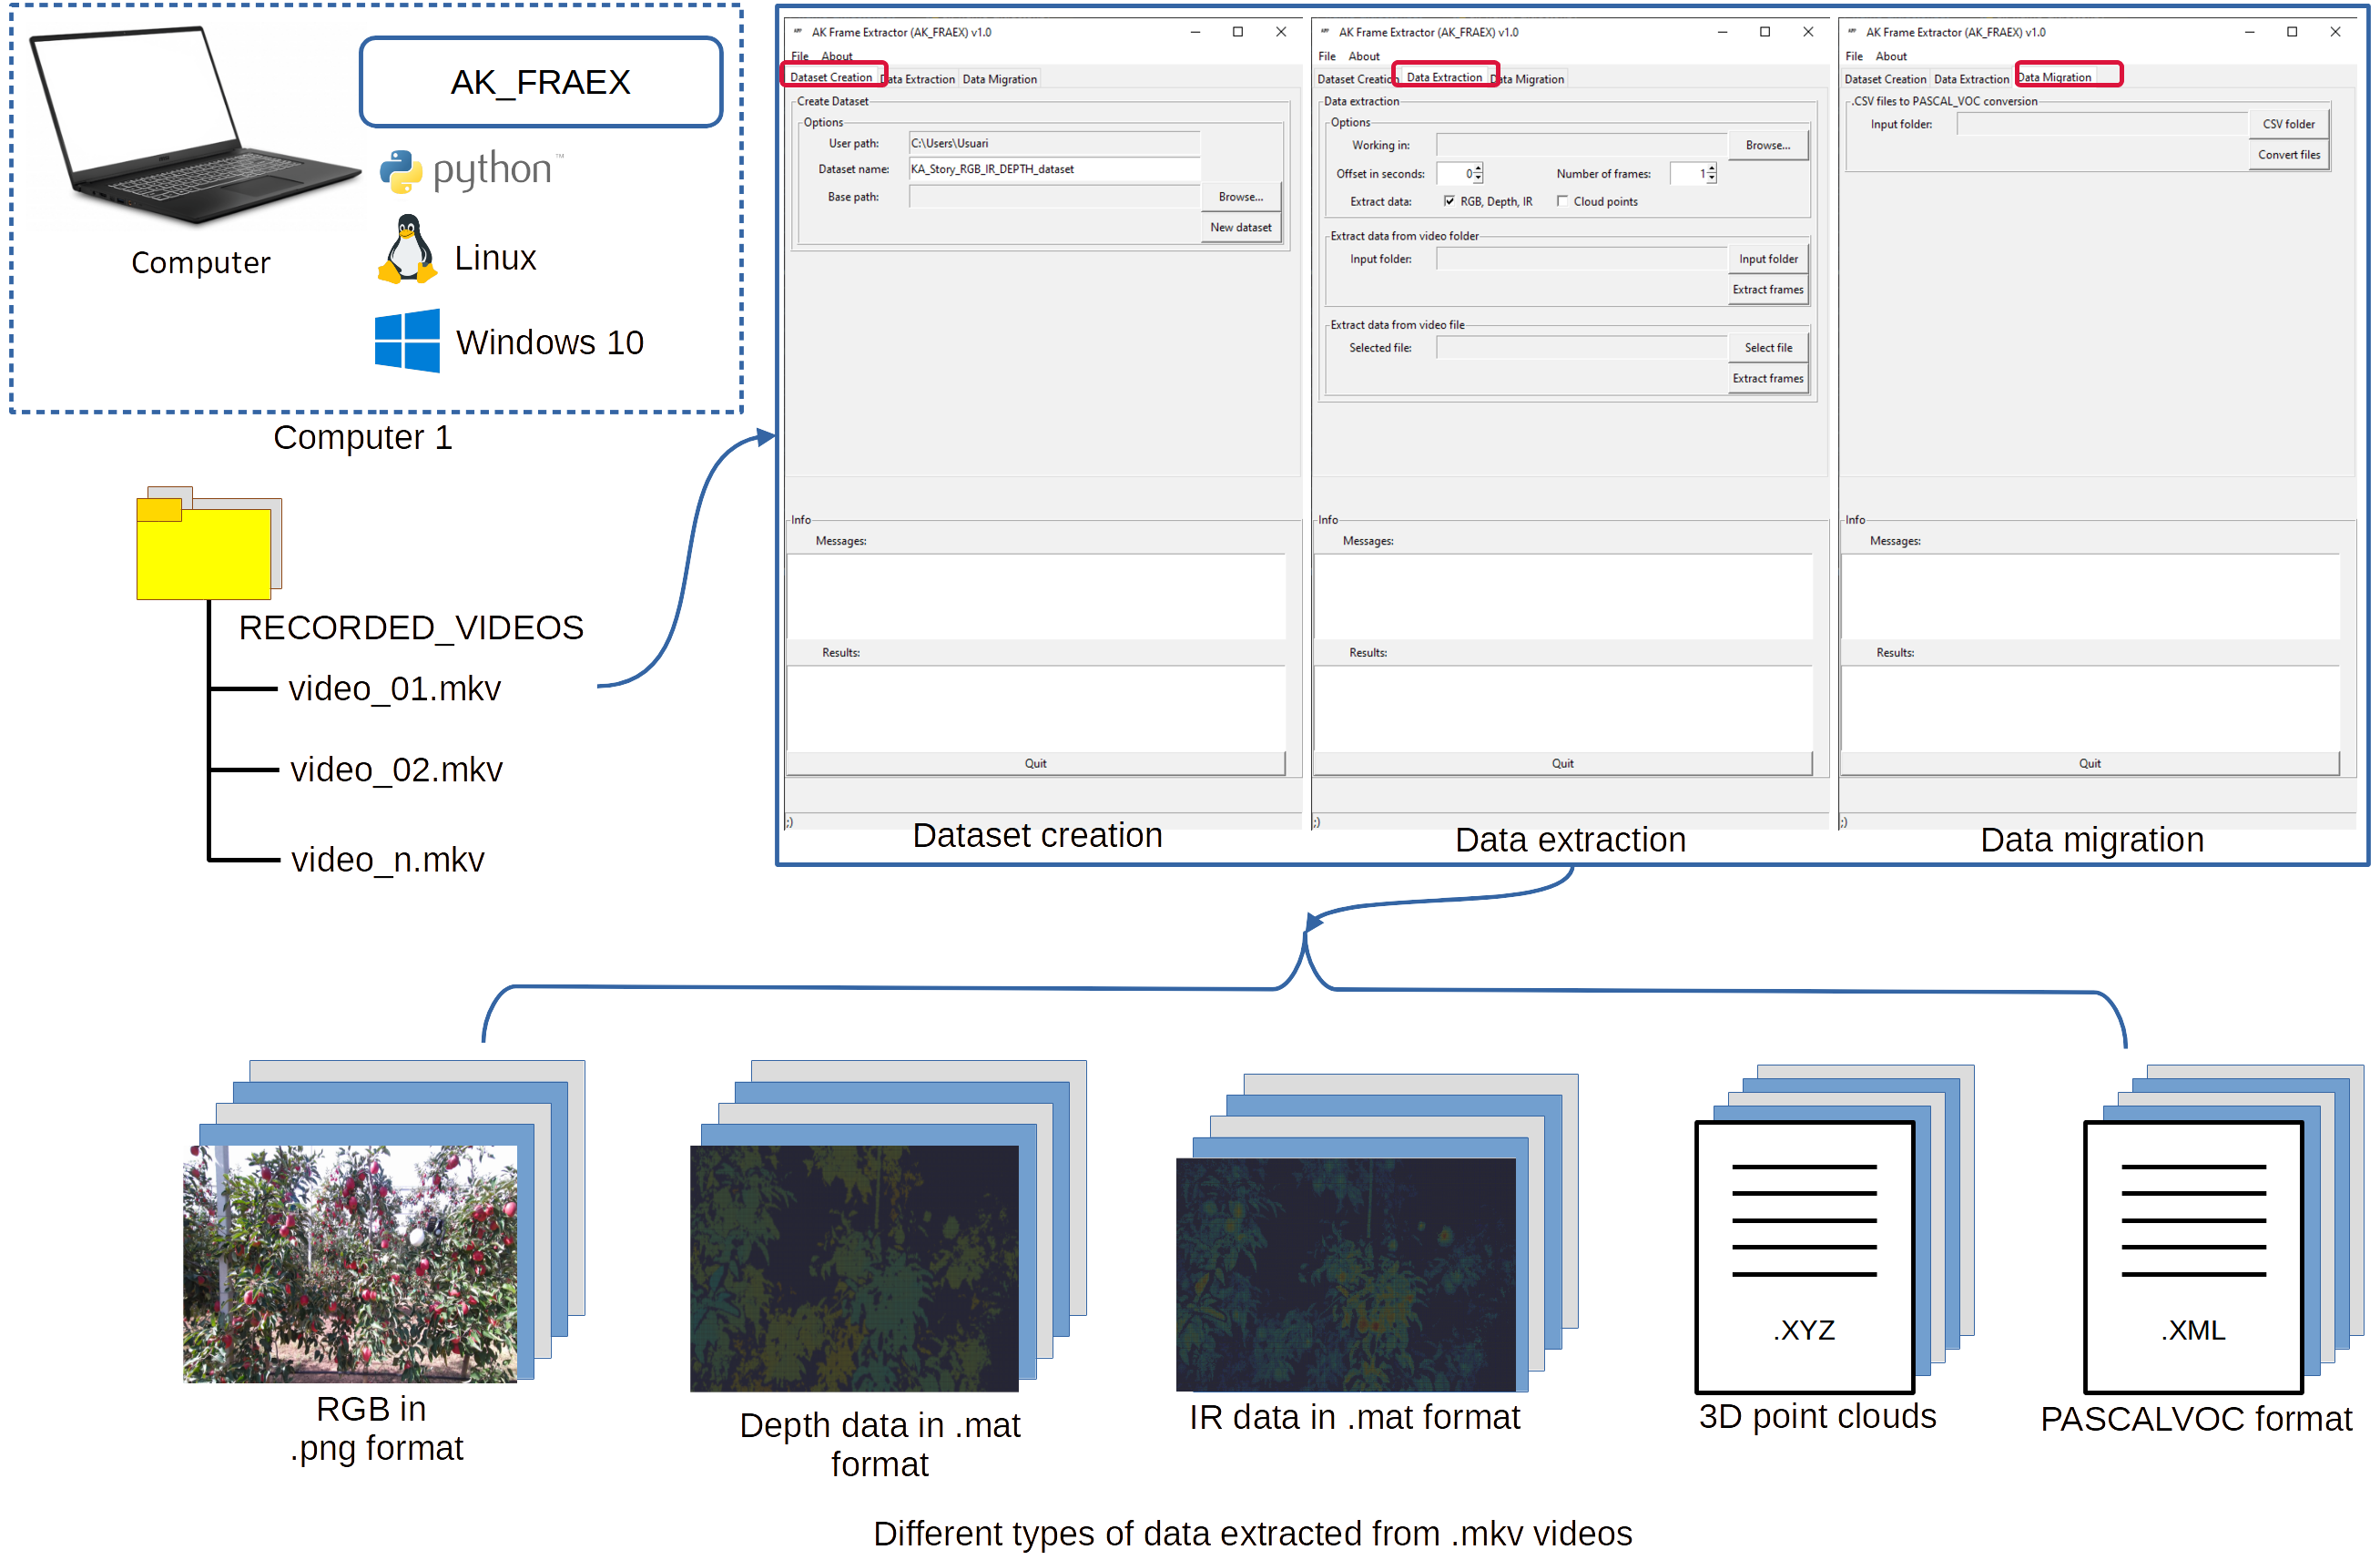 AK_FRAEX
python™
Computer
Linux
Windows 10
Computer 1
RECORDED_VIDEOS
video_01.mkv
video_02.mkv
video_n.mkv
AK Frame Extractor (AK_FRAEX) v1.0
File About
Dataset Creation Data Extraction Data Migration
Create Dataset
Options
User path: C:\Users\Usuari
Dataset name: KA_Story_RGB_IR_DEPTH_dataset
Base path: Browse...
New dataset
Info
Messages:
Results:
Quit
;)
Dataset creation
AK Frame Extractor (AK_FRAEX) v1.0
File About
Dataset Creation Data Extraction Data Migration
Data extraction
Options
Working in: Browse...
Offset in seconds: 0 Number of frames: 1
Extract data: RGB, Depth, IR Cloud points
Extract data from video folder
Input folder: Input folder
Extract frames
Extract data from video file
Selected file: Select file
Extract frames
Info
Messages:
Results:
Quit
;)
Data extraction
AK Frame Extractor (AK_FRAEX) v1.0
File About
Dataset Creation Data Extraction Data Migration
.CSV files to PASCAL_VOC conversion
Input folder: CSV folder
Convert files
Info
Messages:
Results:
Quit
;)
Data migration
RGB in
.png format
Depth data in .mat
format
IR data in .mat format
.XYZ
3D point clouds
.XML
PASCALVOC format
Different types of data extracted from .mkv videos